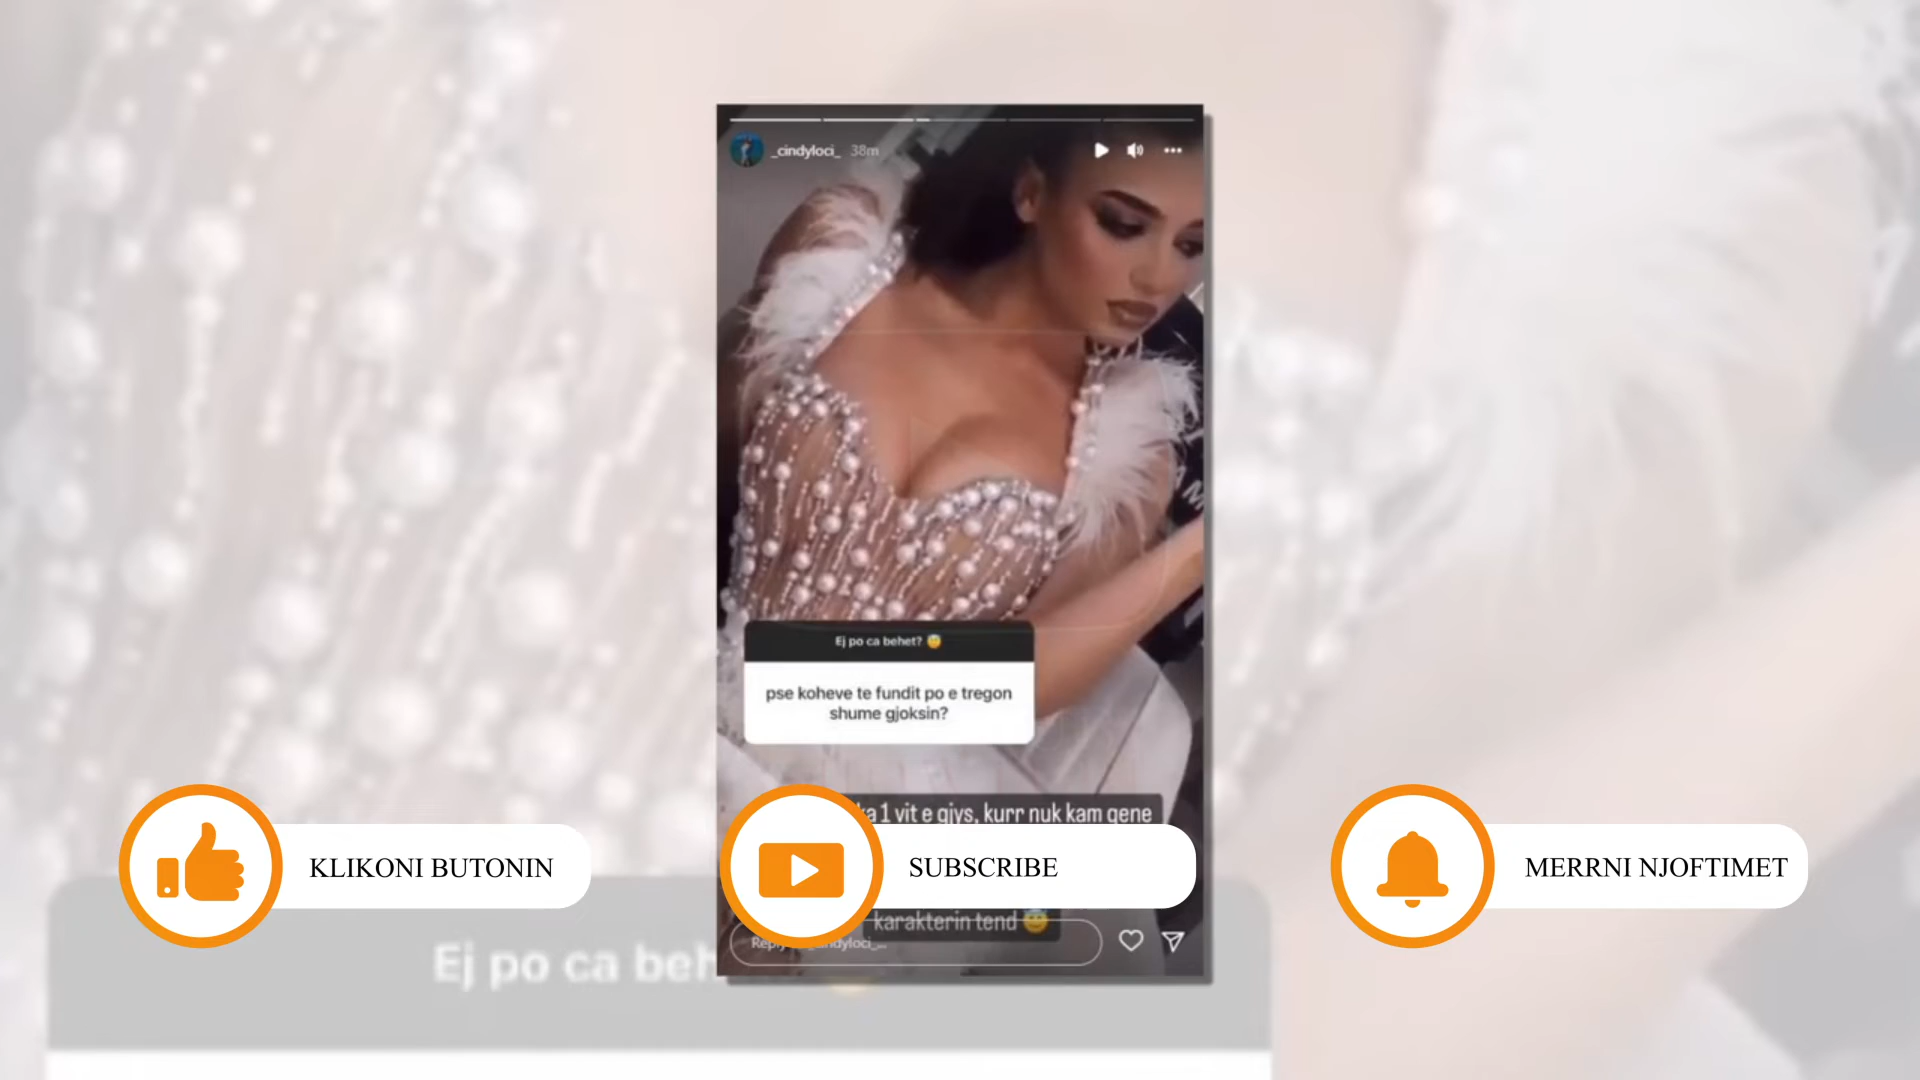 _cindyloci_ 38m
Ej po ca behet? 😇
pse koheve te fundit po e tregon
shume gjoksin?
1 vit e gjys, kurr nuk kam qene
KLIKONI BUTONIN
SUBSCRIBE
MERRNI NJOFTIMET
karakterin tend 😇
Ej po ca